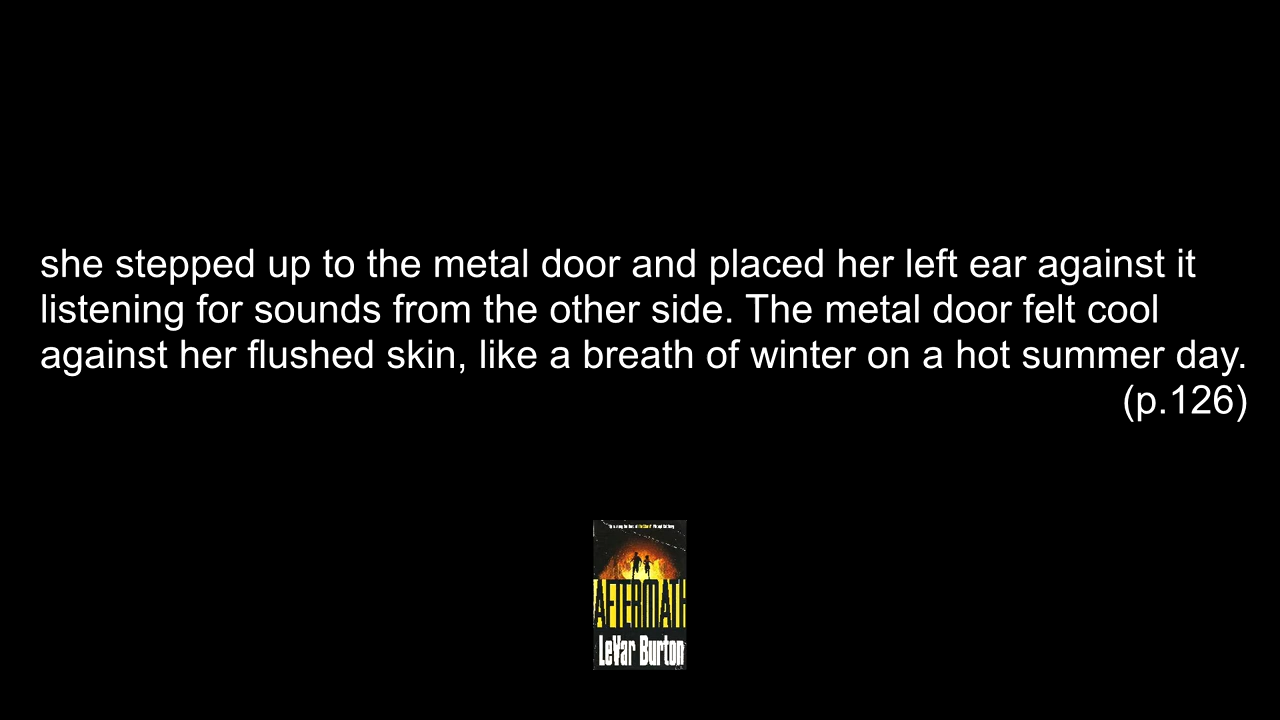 she stepped up to the metal door and placed her left ear against it
listening for sounds from the other side. The metal door felt cool
against her flushed skin, like a breath of winter on a hot summer day.
(p.126)
AFTERMATH
LeVar Burton